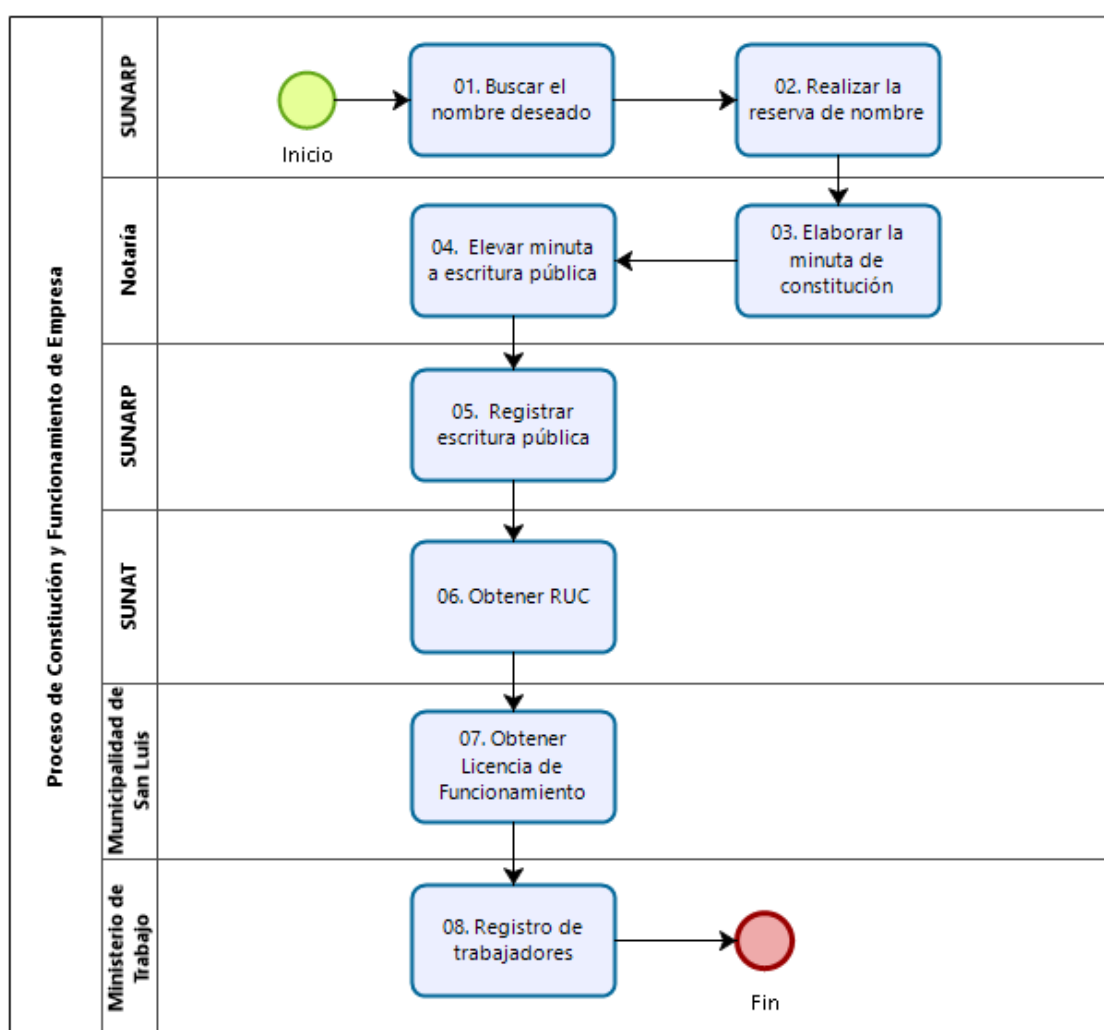 Proceso de Constiución y Funcionamiento de Empresa
SUNARP
Inicio
01. Buscar el
nombre deseado
02. Realizar la
reserva de nombre
Notaría
04. Elevar minuta
a escritura pública
03. Elaborar la
minuta de
constitución
SUNARP
05. Registrar
escritura pública
SUNAT
06. Obtener RUC
Municipalidad de
San Luis
07. Obtener
Licencia de
Funcionamiento
Ministerio de
Trabajo
08. Registro de
trabajadores
Fin